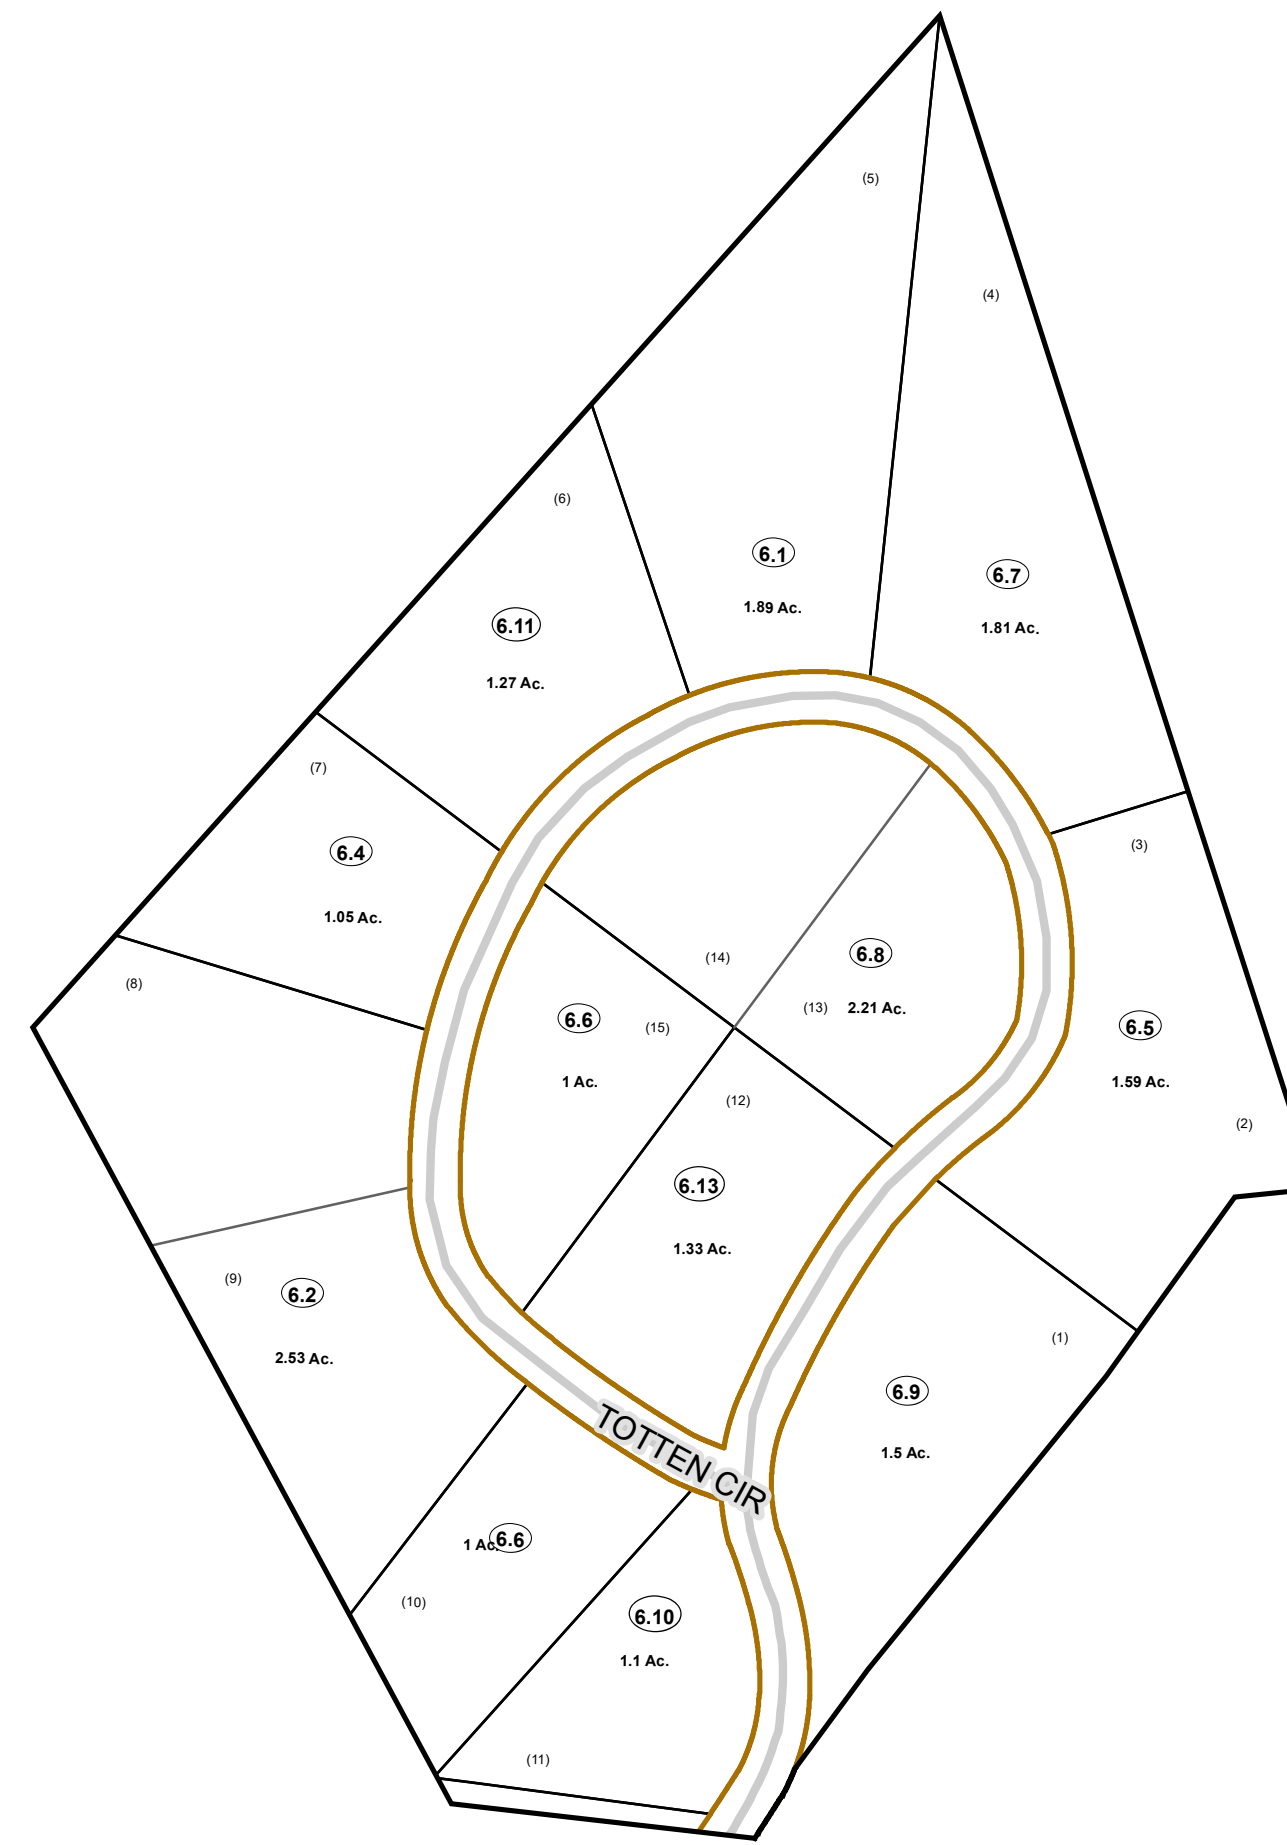 (5)
(4)
(6)
6.1
1.89 Ac.
6.7
1.81 Ac.
6.11
1.27 Ac.
(7)
6.4
1.05 Ac.
(3)
(8)
(14)
6.8
(13) 2.21 Ac.
6.6
(15)
1 Ac.
6.5
1.59 Ac.
(2)
(12)
6.13
1.33 Ac.
(9)
6.2
2.53 Ac.
(1)
6.9
1.5 Ac.
TOTTEN CIR
1 Ac. 6.6
(10)
6.10
1.1 Ac.
(11)